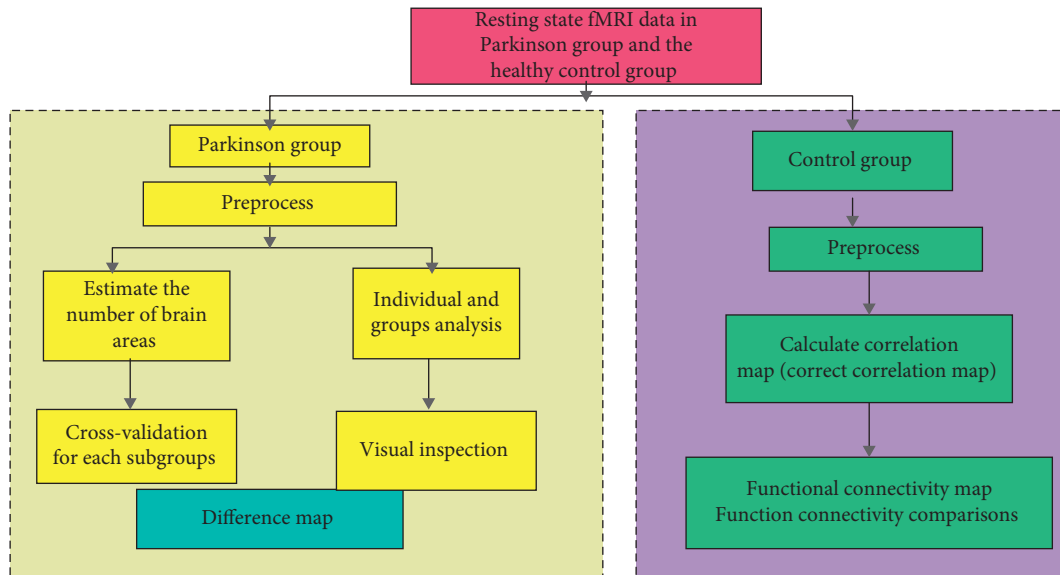 Resting state fMRI data in
Parkinson group and the
healthy control group
Parkinson group
Preprocess
Estimate the
number of brain
areas
Individual and
groups analysis
Cross-validation
for each subgroups
Visual inspection
Difference map
Control group
Preprocess
Calculate correlation
map (correct correlation map)
Functional connectivity map
Function connectivity comparisons